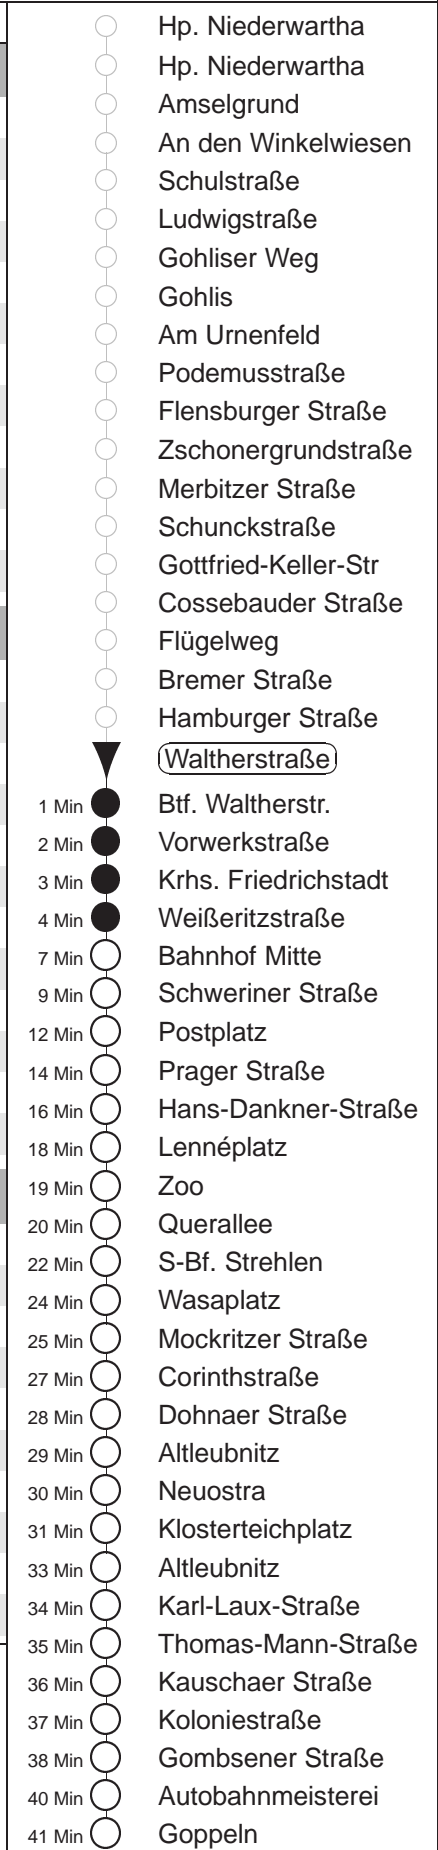 Hp. Niederwartha
Hp. Niederwartha
Amselgrund
An den Winkelwiesen
Schulstraße
Ludwigstraße
Gohliser Weg
Gohlis
Am Urnenfeld
Podemusstraße
Flensburger Straße
Zschonergrundstraße
Merbitzer Straße
Schunckstraße
Gottfried-Keller-Str
Cossebauder Straße
Flügelweg
Bremer Straße
Hamburger Straße
Waltherstraße
1 Min Btf. Waltherstr.
2 Min Vorwerkstraße
3 Min Krhs. Friedrichstadt
4 Min Weißeritzstraße
7 Min Bahnhof Mitte
9 Min Schweriner Straße
12 Min Postplatz
14 Min Prager Straße
16 Min Hans-Dankner-Straße
18 Min Lennéplatz
19 Min Zoo
20 Min Querallee
22 Min S-Bf. Strehlen
24 Min Wasaplatz
25 Min Mockritzer Straße
27 Min Corinthstraße
28 Min Dohnaer Straße
29 Min Altleubnitz
30 Min Neuostra
31 Min Klosterteichplatz
33 Min Altleubnitz
34 Min Karl-Laux-Straße
35 Min Thomas-Mann-Straße
36 Min Kauschaer Straße
37 Min Koloniestraße
38 Min Gombsener Straße
40 Min Autobahnmeisterei
41 Min Goppeln